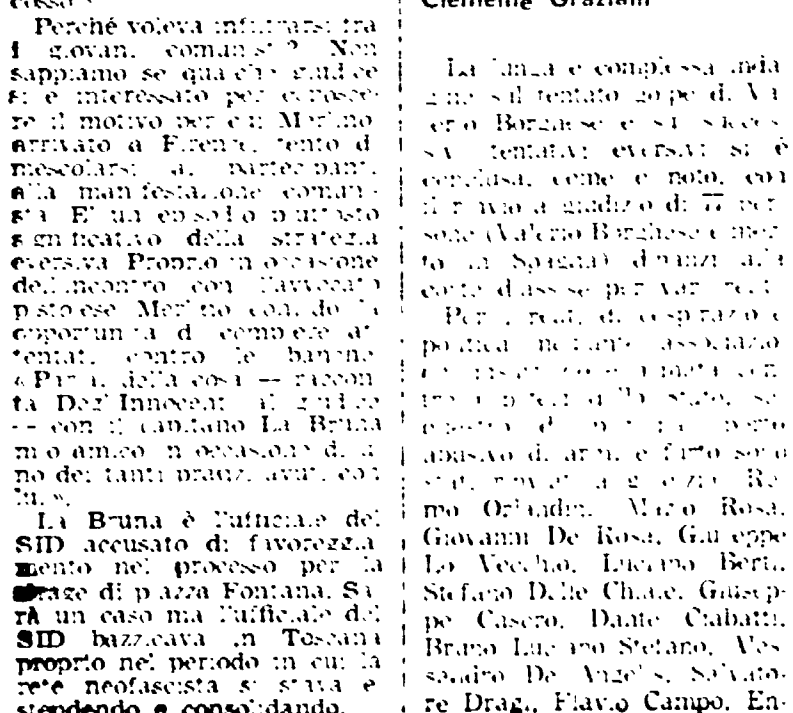 Perché voleva infiltrarsi tra
i giovani comunisti? Non
sappiamo se qualche giudice
si è interessato per conosce-
re il motivo per cui Merlino
arrivato a Firenze, tentò di
mescolarsi ai partecipanti
alla manifestazione comuni-
sta. E' un episodio piuttosto
significativo della strategia
eversiva. Proprio in occasione
dell'incontro con l'avvocato
pistoiese Merlino
opportunità di compiere at-
tentati contro le banche
«Parlai della cosa — raccon-
ta Degl'Innocenti al giudice
-- con il capitano La Bruna
mio amico in occasione di u-
no dei tanti pranzi avuti con
lui».
La Bruna è l'ufficiale del
SID accusato di favoreggia-
mento nel processo per la
strage di piazza Fontana. Sa-
rà un caso ma l'ufficiale del
SID bazzicava in Toscana
proprio nel periodo in cui la
rete neofascista si stava e-
stendendo e consolidando.
Clemente Graziani
La lunga e complessa inda-
gine sul tentato golpe di Va-
lerio Borghese e sui succes-
sivi tentativi eversivi si è
conclusa, come è noto, con
il rinvio a giudizio di 77 per-
sone (Valerio Borghese è mor-
to in Spagna) dinanzi alla
corte d'assise per vari reati.
Per i reati di cospirazione
politica mediante associazio-
ne,
tro i poteri dello Stato, se-
questro di porto
abusivo di armi e furto sono
stati rinviati a giudizio Re-
mo Orlandini, Mario Rosa,
Giovanni De Rosa, Giuseppe
Lo Vecchio, Luciano Berti,
Stefano Delle Chiaie, Giusep-
pe Casero, Dante Ciabatti,
Bruno Luciano Stefano, Ales-
sandro De Angelis, Salvato-
re Drago, Flavio Campo, En-